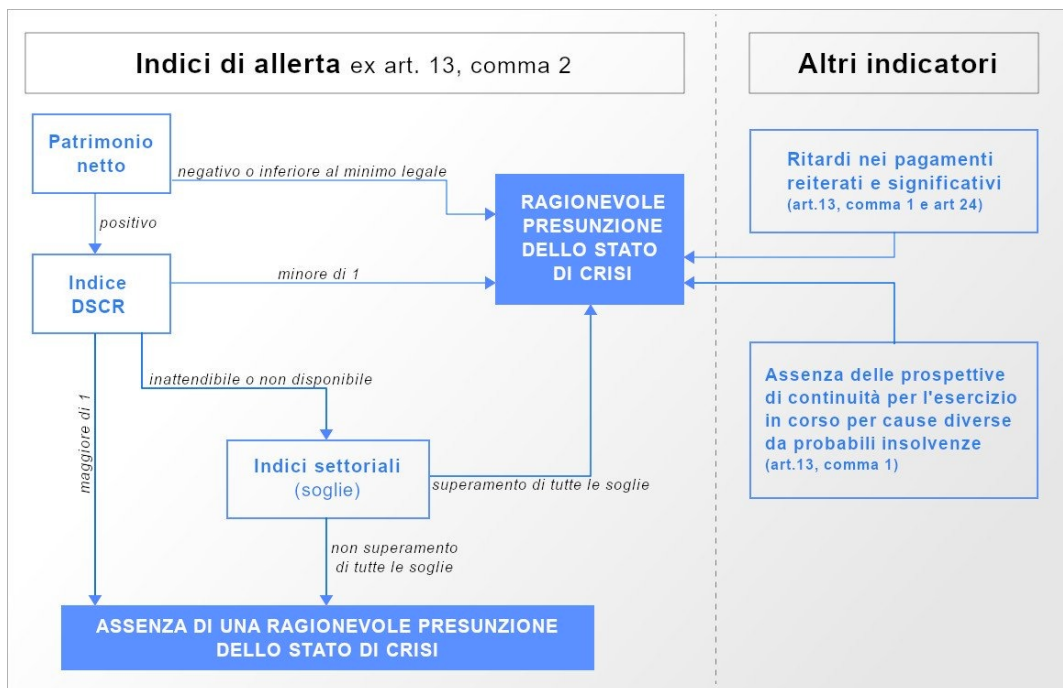 Indici di allerta ex art. 13, comma 2
Altri indicatori
Patrimonio
netto
negativo o inferiore al minimo legale
positivo
RAGIONEVOLE
PRESUNZIONE
DELLO STATO
DI CRISI
Indice
DSCR
minore di 1
maggiore di 1
inattendibile o non disponibile
Indici settoriali
(soglie)
superamento di tutte le soglie
non superamento
di tutte le soglie
ASSENZA DI UNA RAGIONEVOLE PRESUNZIONE
DELLO STATO DI CRISI
Ritardi nei pagamenti
reiterati e significativi
(art.13, comma 1 e art 24)
Assenza delle prospettive
di continuità per l'esercizio
in corso per cause diverse
da probabili insolvenze
(art.13, comma 1)